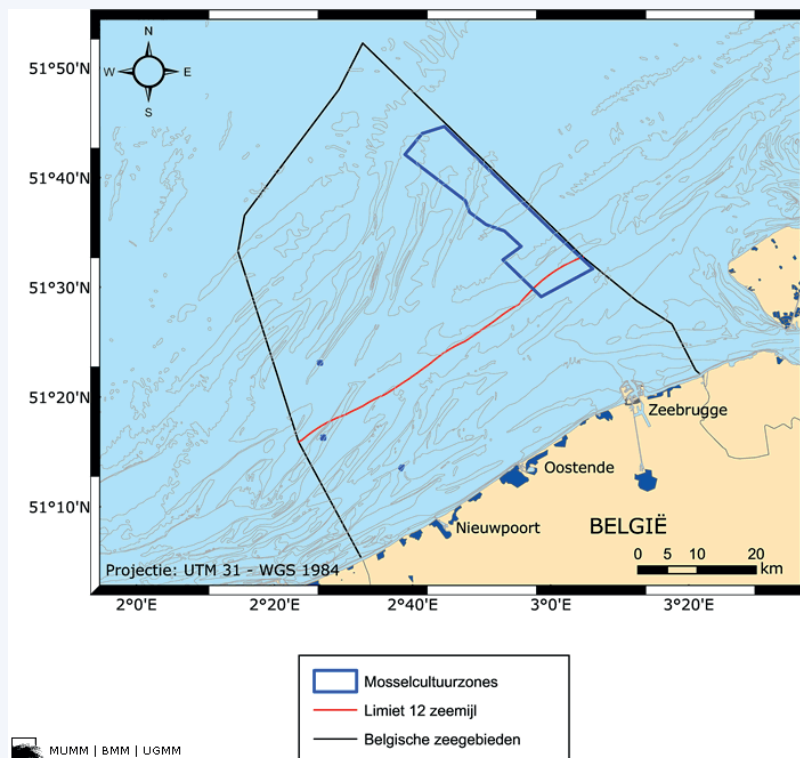 N
W E
S
51°50'N
51°40'N
51°30'N
51°20'N
51°10'N
Zeebrugge
Oostende
Nieuwpoort
BELGIË
0 5 10 20
km
Projectie: UTM 31 - WGS 1984
2°0'E 2°20'E 2°40'E 3°0'E 3°20'E
Mosselcultuurzones
Limiet 12 zeemijl
Belgische zeegebieden
MUMM | BMM | UGMM